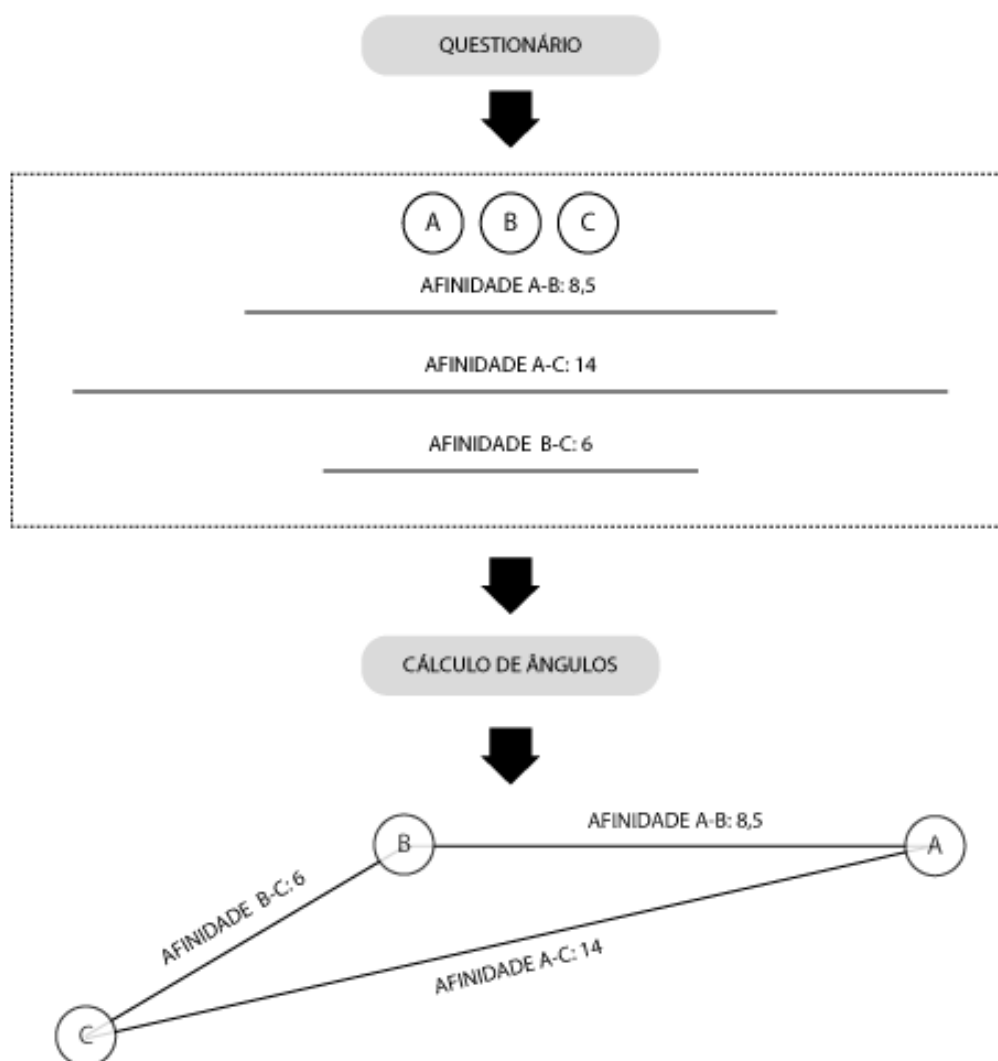 QUESTIONÁRIO
A B C
AFINIDADE A-B: 8,5
AFINIDADE A-C: 14
AFINIDADE B-C: 6
CÁLCULO DE ÂNGULOS
AFINIDADE A-B: 8,5
B
A
AFINIDADE B-C: 6
AFINIDADE A-C: 14
C